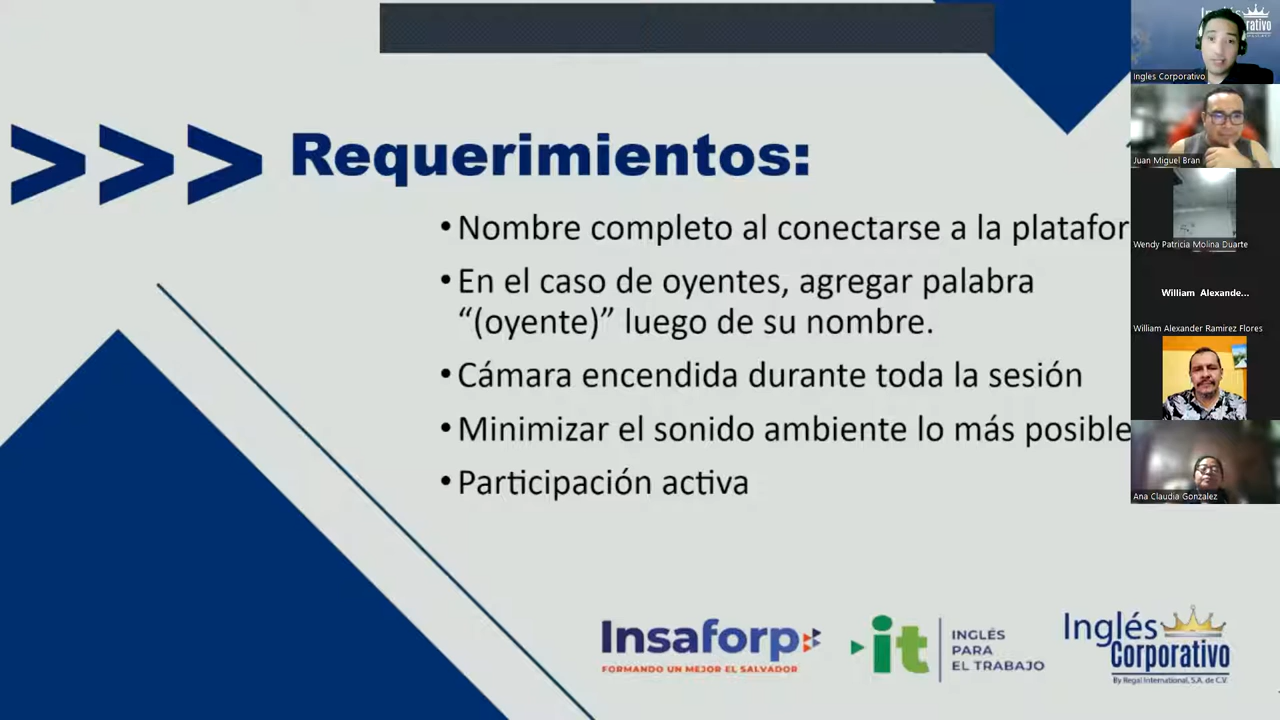 >>> Requerimientos:
• Nombre completo al conectarse a la platafor
• En el caso de oyentes, agregar palabra
“(oyente)” luego de su nombre.
• Cámara encendida durante toda la sesión
• Minimizar el sonido ambiente lo más posible
• Participación activa
Insaforp
FORMANDO UN MEJOR EL SALVADOR
it
INGLÉS
PARA
EL TRABAJO
Inglés
Corporativo
By Regal International, S.A. de C.V.
Ingles Corporativo
Juan Miguel Bran
Wendy Patricia Molina Duarte
William Alexande...
William Alexander Ramirez Flores
Ana Claudia Gonzalez